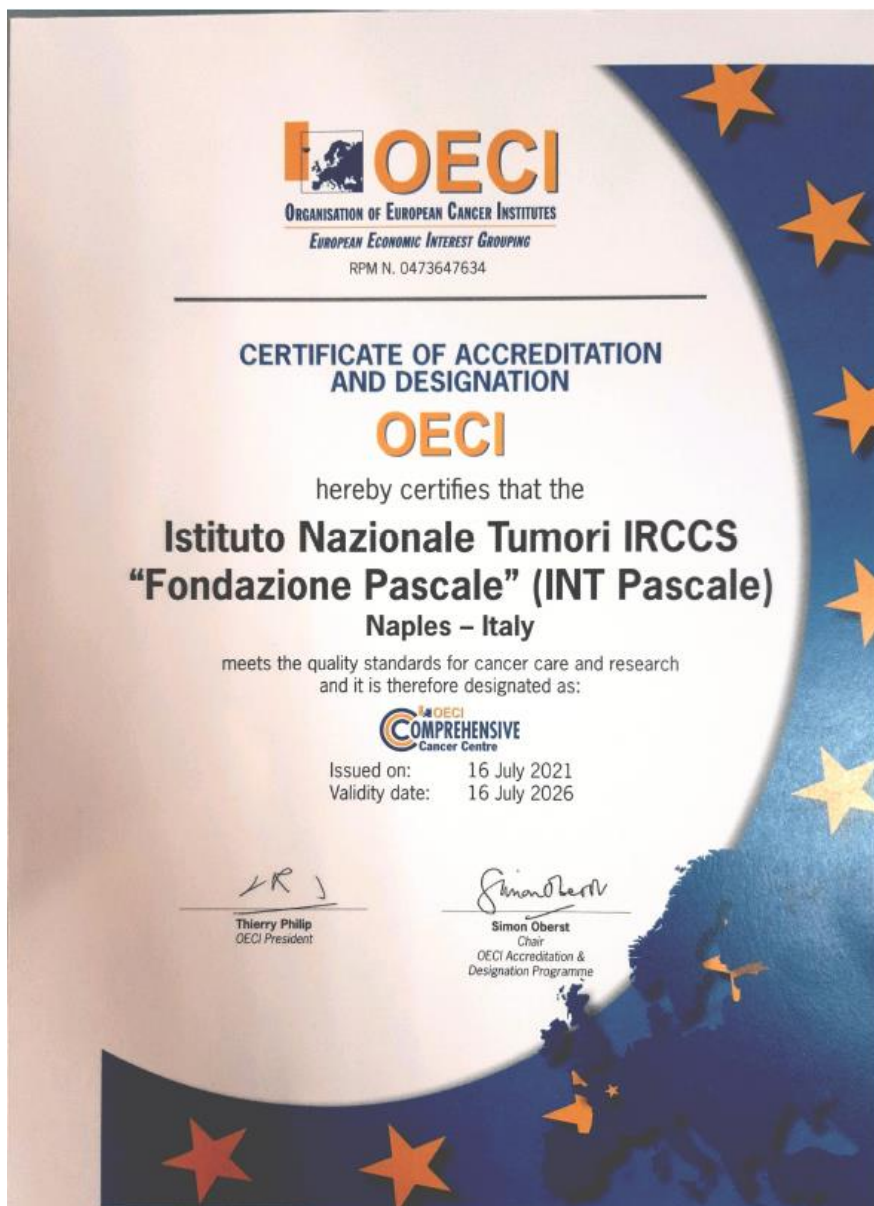 OECI
ORGANISATION OF EUROPEAN CANCER INSTITUTES
EUROPEAN ECONOMIC INTEREST GROUPING
RPM N. 0473647634
CERTIFICATE OF ACCREDITATION
AND DESIGNATION
OECI
hereby certifies that the
Istituto Nazionale Tumori IRCCS
“Fondazione Pascale” (INT Pascale)
Naples – Italy
meets the quality standards for cancer care and research
and it is therefore designated as:
OECI
COMPREHENSIVE
Cancer Centre
Issued on: 16 July 2021
Validity date: 16 July 2026
Thierry Philip
OECI President
Simon Oberst
Chair
OECI Accreditation &
Designation Programme